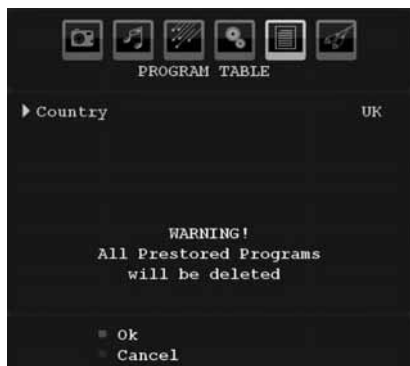 PROGRAM TABLE
Country UK
WARNING!
All Prestored Programs
will be deleted
Ok
Cancel